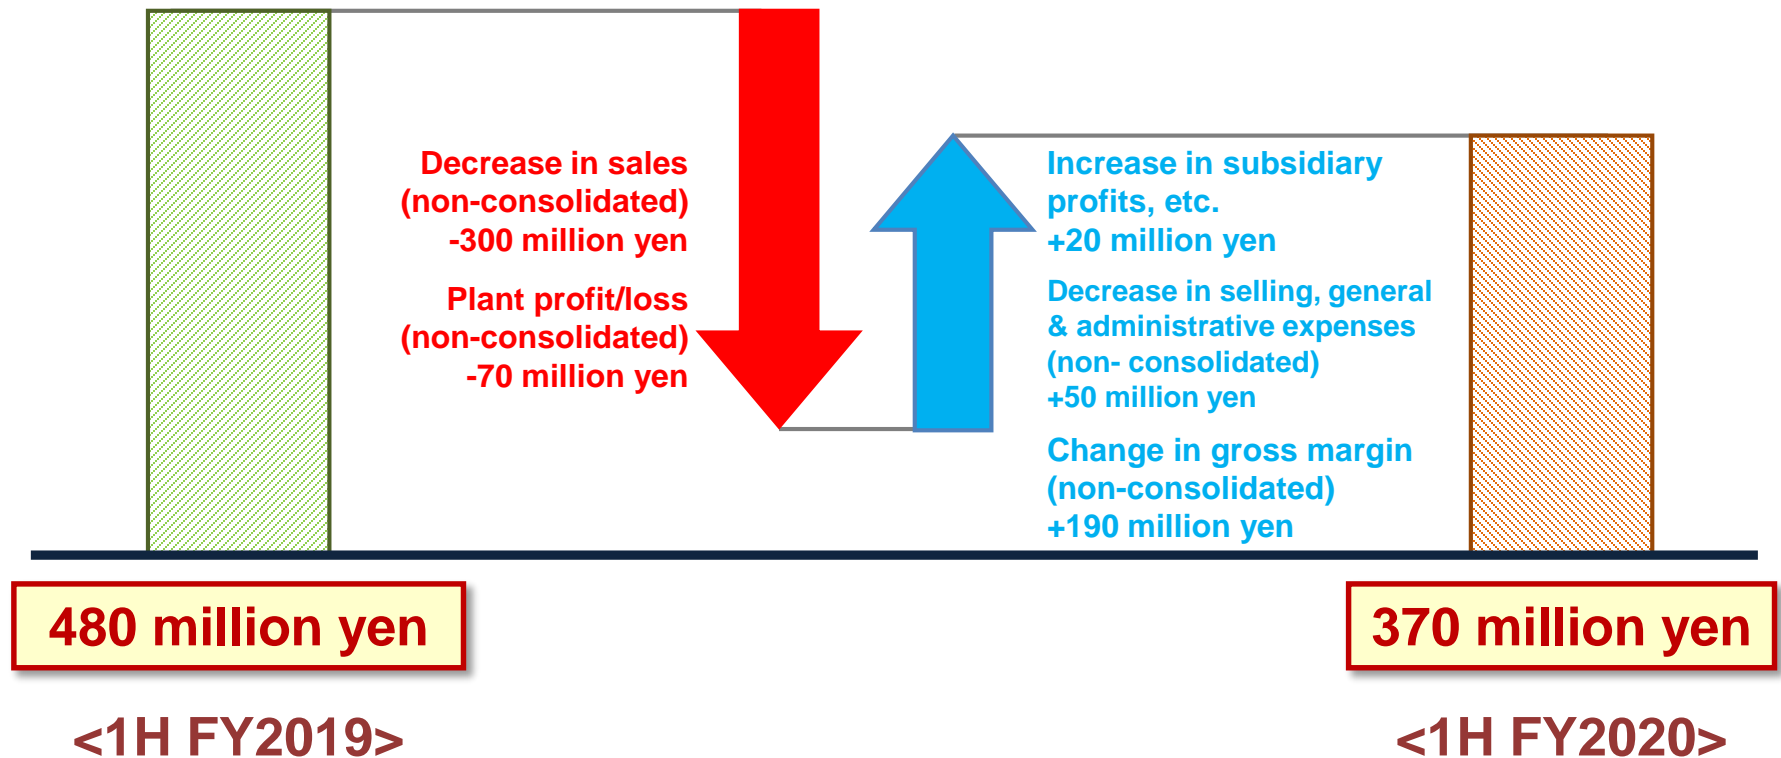 Decrease in sales
(non-consolidated)
-300 million yen
Plant profit/loss
(non-consolidated)
-70 million yen
Increase in subsidiary
profits, etc.
+20 million yen
Decrease in selling, general
& administrative expenses
(non- consolidated)
+50 million yen
Change in gross margin
(non-consolidated)
+190 million yen
480 million yen
370 million yen
<1H FY2019>
<1H FY2020>